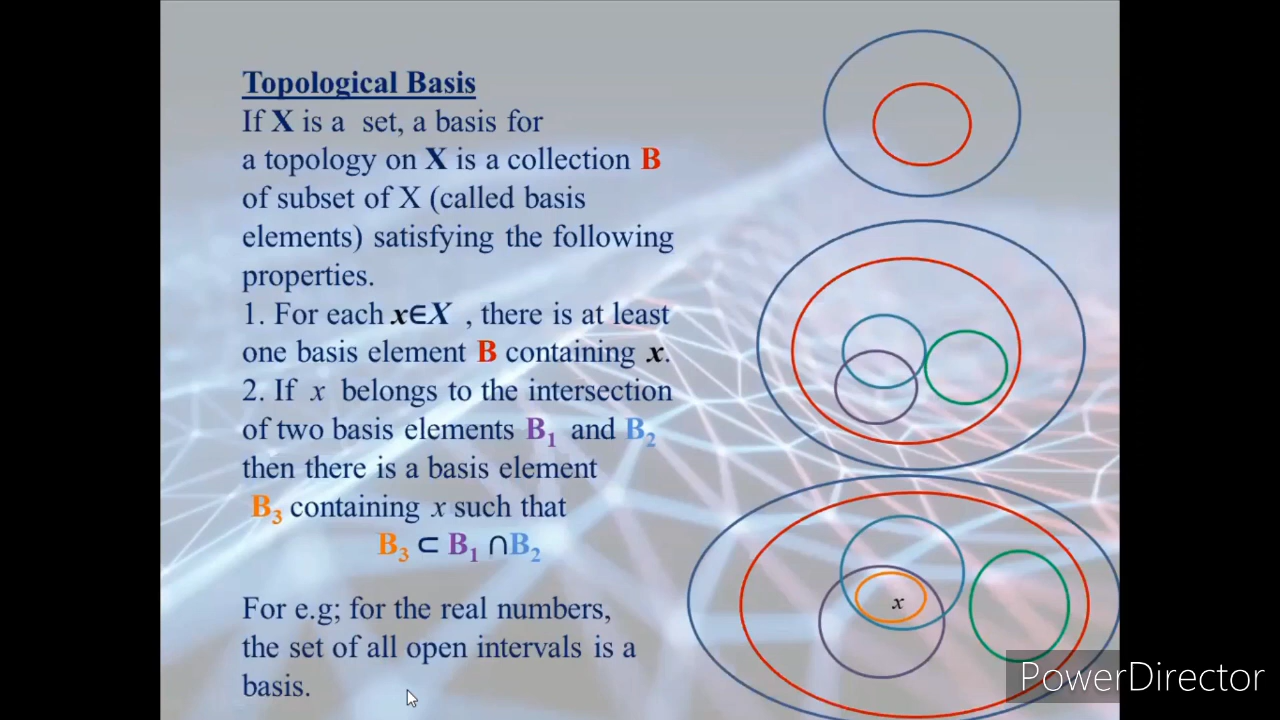 Topological Basis
If X is a set, a basis for
a topology on X is a collection B
of subset of X (called basis
elements) satisfying the following
properties.
1. For each x∈X , there is at least
one basis element B containing x.
2. If x belongs to the intersection
of two basis elements B₁ and B₂
then there is a basis element
B₃ containing x such that
B₃ ⊂ B₁ ∩B₂
For e.g; for the real numbers,
the set of all open intervals is a
basis.
x
PowerDirector